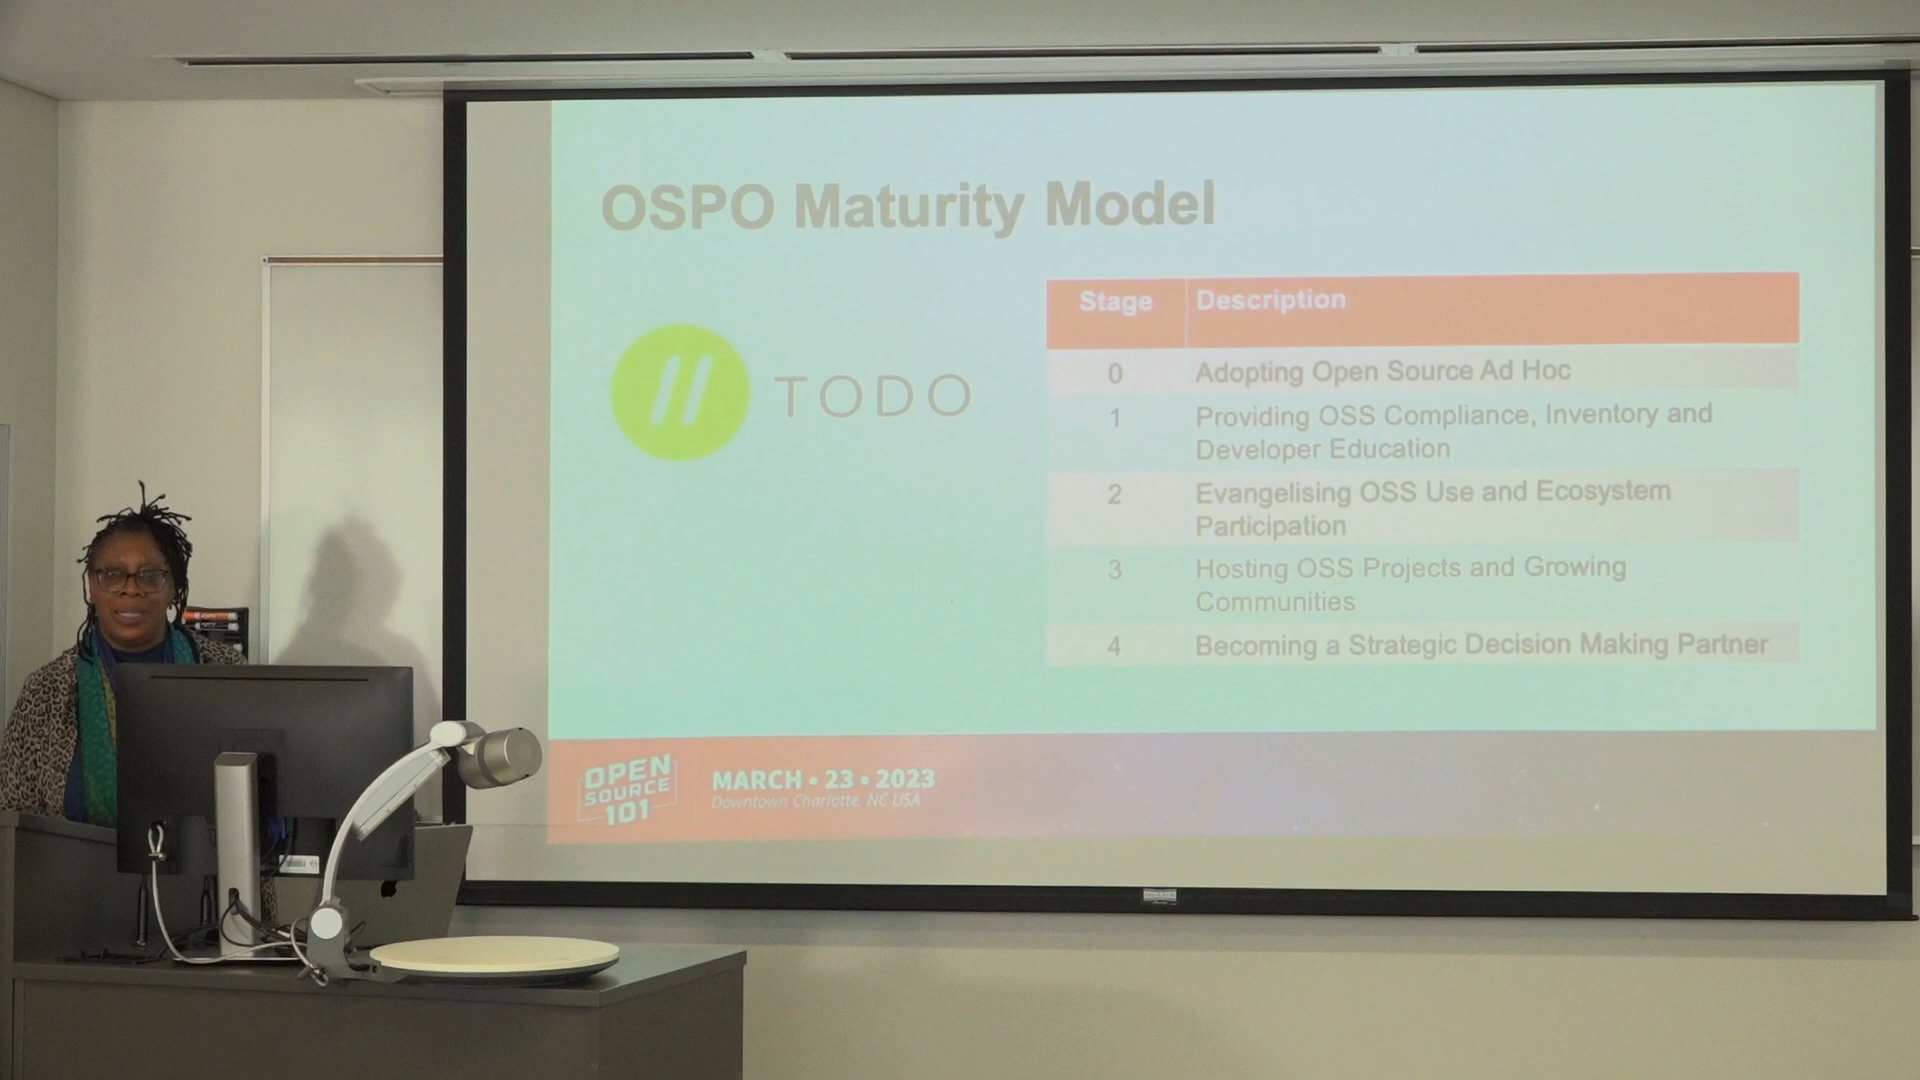 OSPO Maturity Model
// TODO
Stage Description
0 Adopting Open Source Ad Hoc
1 Providing OSS Compliance, Inventory and
Developer Education
2 Evangelising OSS Use and Ecosystem
Participation
3 Hosting OSS Projects and Growing
Communities
4 Becoming a Strategic Decision Making Partner
OPEN
SOURCE
101
MARCH • 23 • 2023
Downtown Charlotte, NC USA